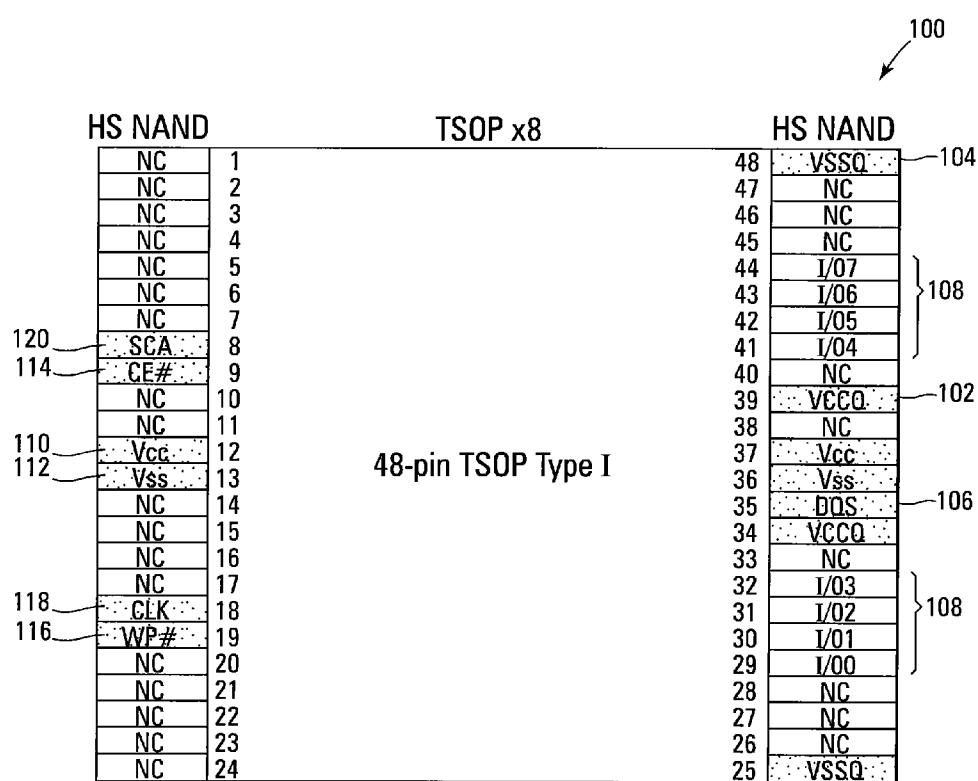 100
HS NAND TSOP x8 HS NAND
NC 1 48 VSSQ 104
NC 2 47 NC
NC 3 46 NC
NC 4 45 NC
NC 5 44 I/07
NC 6 43 I/06 108
NC 7 42 I/05
120 SCA 8 41 I/04
114 CE# 9 40 NC
NC 10 39 VCCQ 102
NC 11 38 NC
110 Vcc 12 37 Vcc
112 Vss 13 48-pin TSOP Type I 36 Vss
NC 14 35 DQS 106
NC 15 34 VCCQ
NC 16 33 NC
NC 17 32 I/03
118 CLK 18 31 I/02 108
116 WP# 19 30 I/01
NC 20 29 I/00
NC 21 28 NC
NC 22 27 NC
NC 23 26 NC
NC 24 25 VSSQ